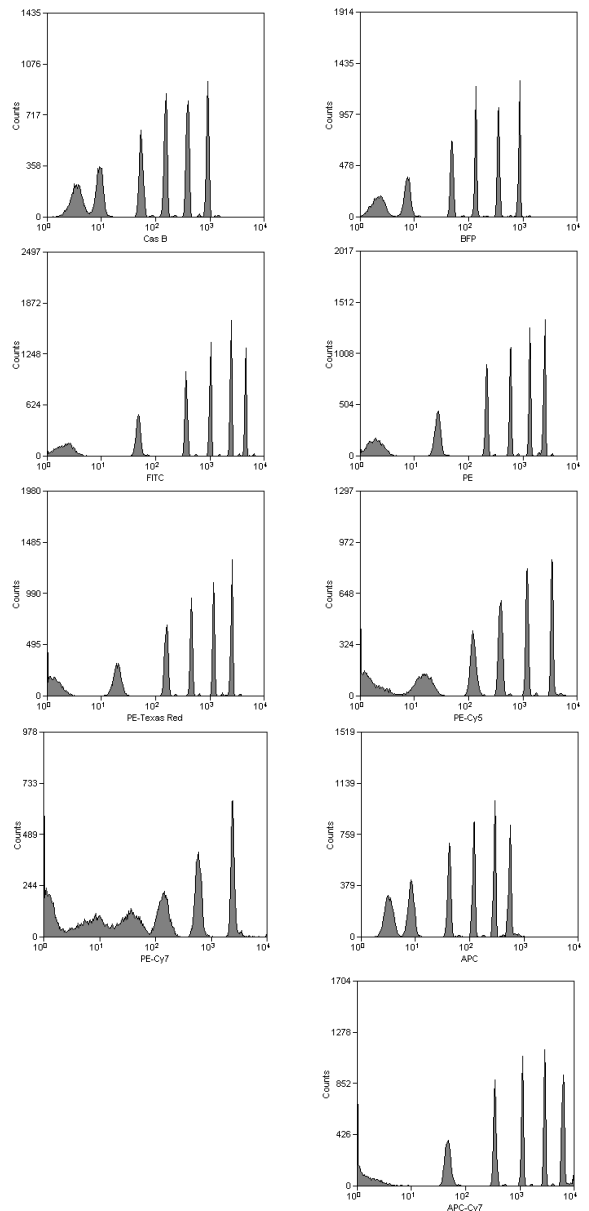 1435
1076
717
358
0
Counts
10⁰ 10¹ 10² 10³ 10⁴
Cas B
1914
1435
957
478
0
Counts
10⁰ 10¹ 10² 10³ 10⁴
BFP
2497
1872
1248
624
0
Counts
10⁰ 10¹ 10² 10³ 10⁴
FITC
2017
1512
1008
504
0
Counts
10⁰ 10¹ 10² 10³ 10⁴
PE
1980
1485
990
495
0
Counts
10⁰ 10¹ 10² 10³ 10⁴
PE-Texas Red
1297
972
648
324
0
Counts
10⁰ 10¹ 10² 10³ 10⁴
PE-Cy5
978
733
489
244
0
Counts
10⁰ 10¹ 10² 10³ 10⁴
PE-Cy7
1519
1139
759
379
0
Counts
10⁰ 10¹ 10² 10³ 10⁴
APC
1704
1278
852
426
0
Counts
10⁰ 10¹ 10² 10³ 10⁴
APC-Cy7